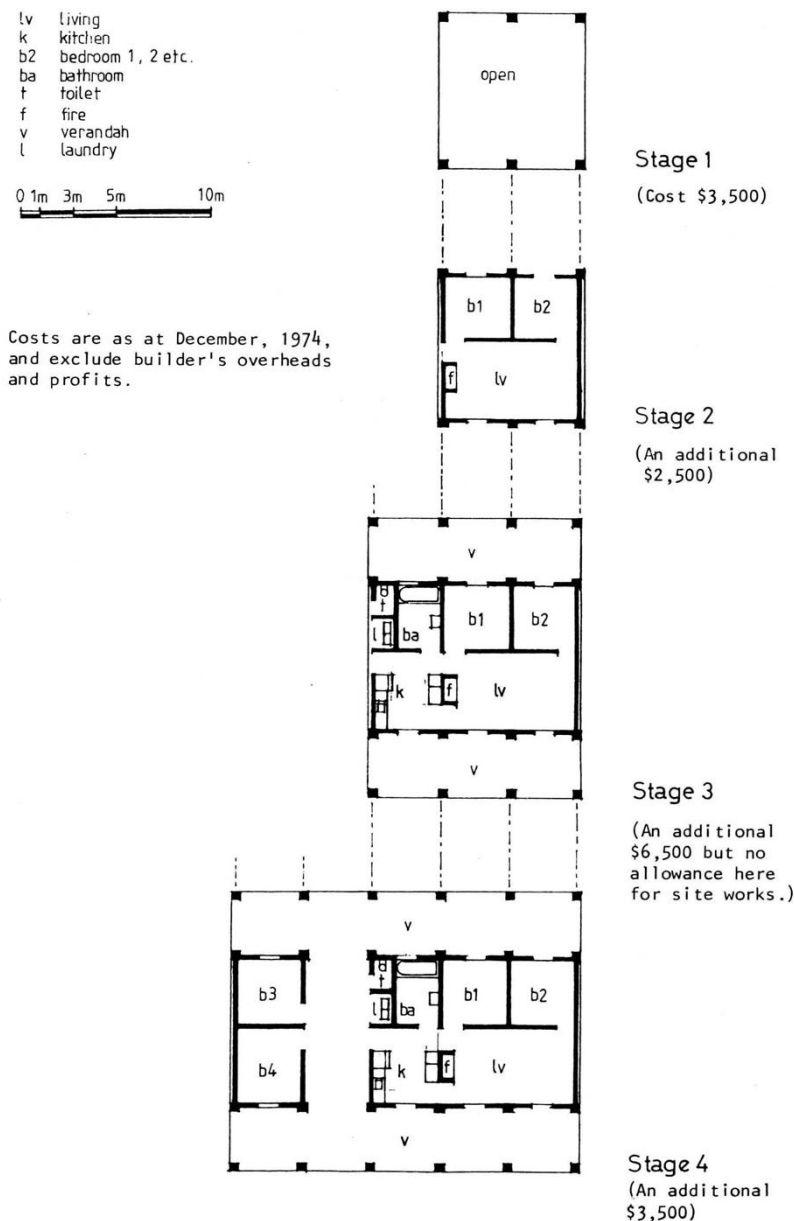 lv living
k kitchen
b2 bedroom 1, 2 etc.
ba bathroom
t toilet
f fire
v verandah
l laundry
0 1m 3m 5m 10m
Costs are as at December, 1974,
and exclude builder's overheads
and profits.
open
Stage 1
(Cost $3,500)
b1 b2
f lv
Stage 2
(An additional
$2,500)
v
t
l ba b1 b2
k f lv
v
Stage 3
(An additional
$6,500 but no
allowance here
for site works.)
v
t
b3 l ba b1 b2
b4 k f lv
v
Stage 4
(An additional
$3,500)